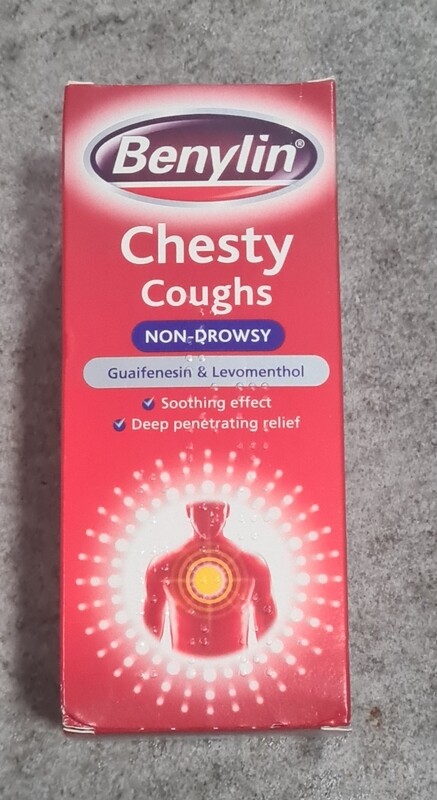 Benylin®
Chesty
Coughs
NON-DROWSY
Guaifenesin & Levomenthol
Soothing effect
Deep penetrating relief